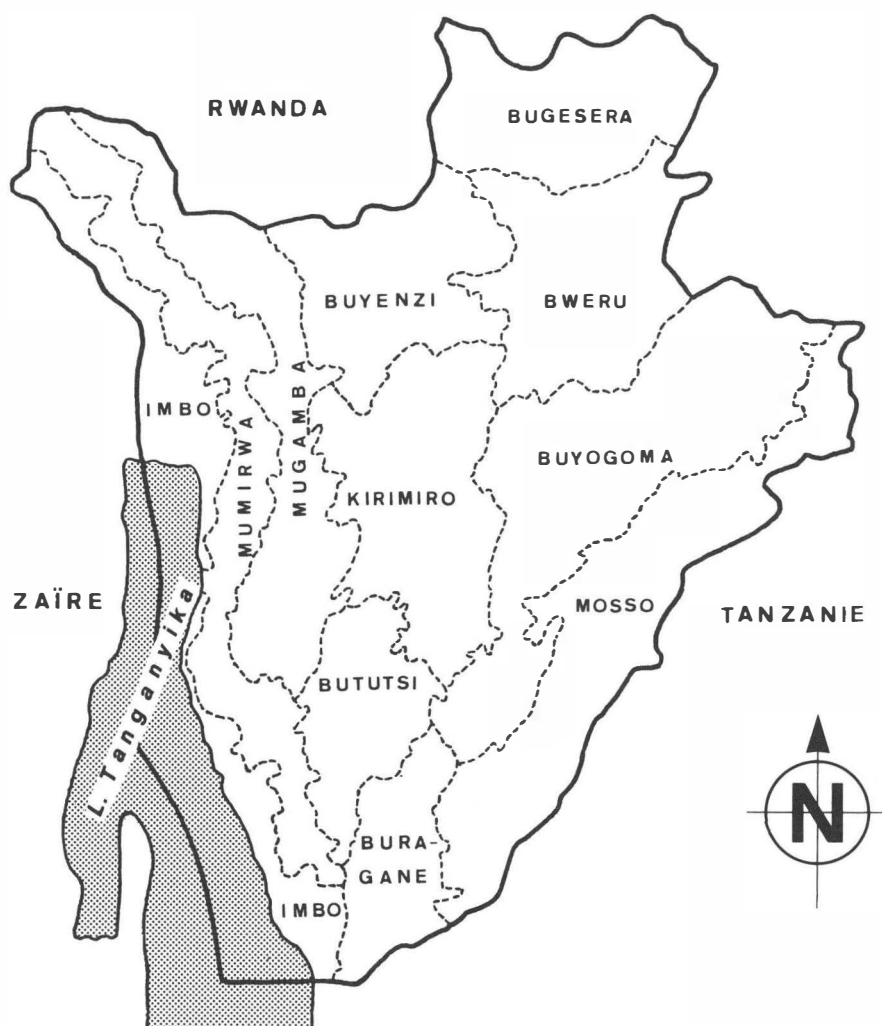 RWANDA
BUGESERA
BUYENZI
BWERU
IMBO
MUMIRWA
MUGAMBA
BUYOGOMA
KIRIMIRO
ZAÏRE
L. Tanganyika
MOSSO
TANZANIE
BUTUTSI
BURA-
GANE
IMBO
N